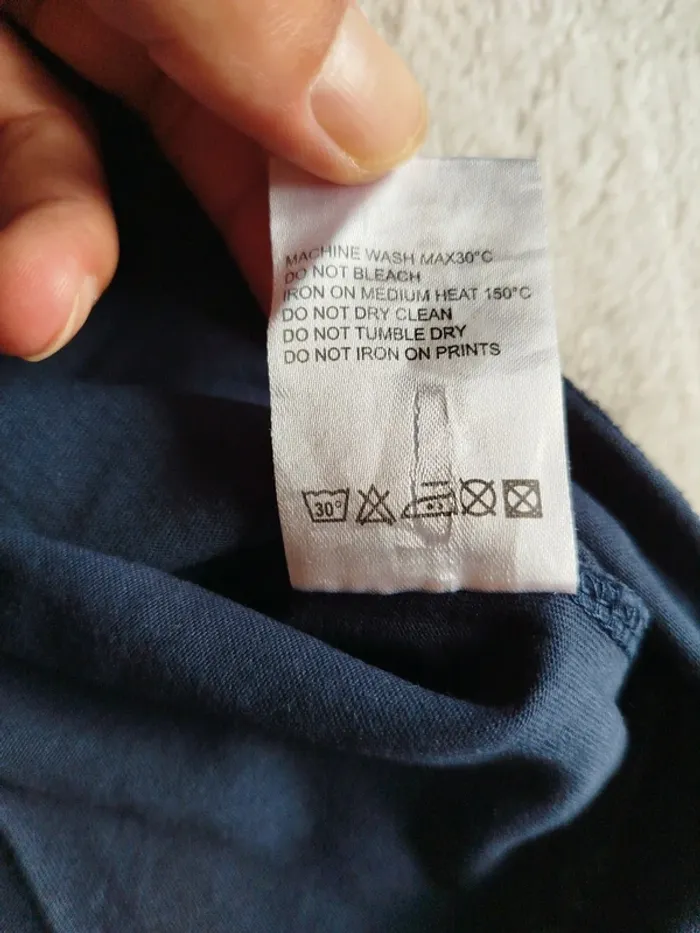 MACHINE WASH MAX30°C
DO NOT BLEACH
IRON ON MEDIUM HEAT 150°C
DO NOT DRY CLEAN
DO NOT TUMBLE DRY
DO NOT IRON ON PRINTS
30°